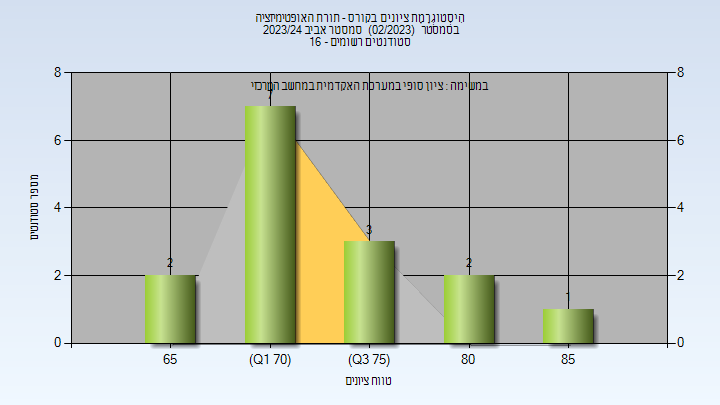 היסטוגרמת ציונים בקורס - תורת האופטימיזציה
בסמסטר (02/2023) סמסטר אביב 2023/24
סטודנטים רשומים - 16
במשימה : ציון סופי במערכת האקדמית במחשב המרכזי
8 8
7
6 6
מספר סטודנטים
4 4
3
2 2 2 2
1
0 0
65 (Q1 70) (Q3 75) 80 85
טווח ציונים